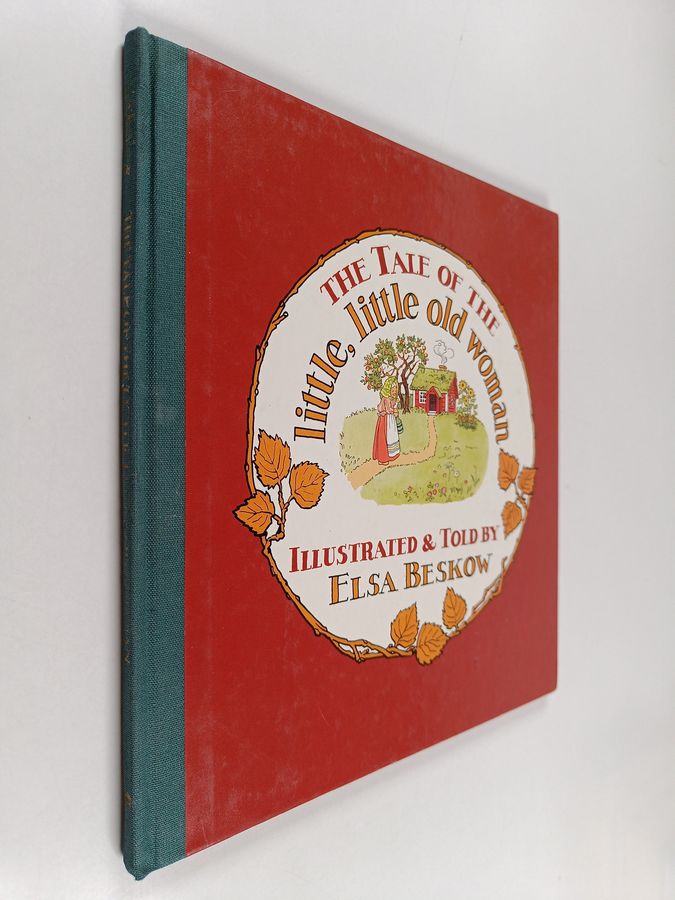 THE TALE OF THE
little, little old woman
ILLUSTRATED & TOLD BY
ELSA BESKOW